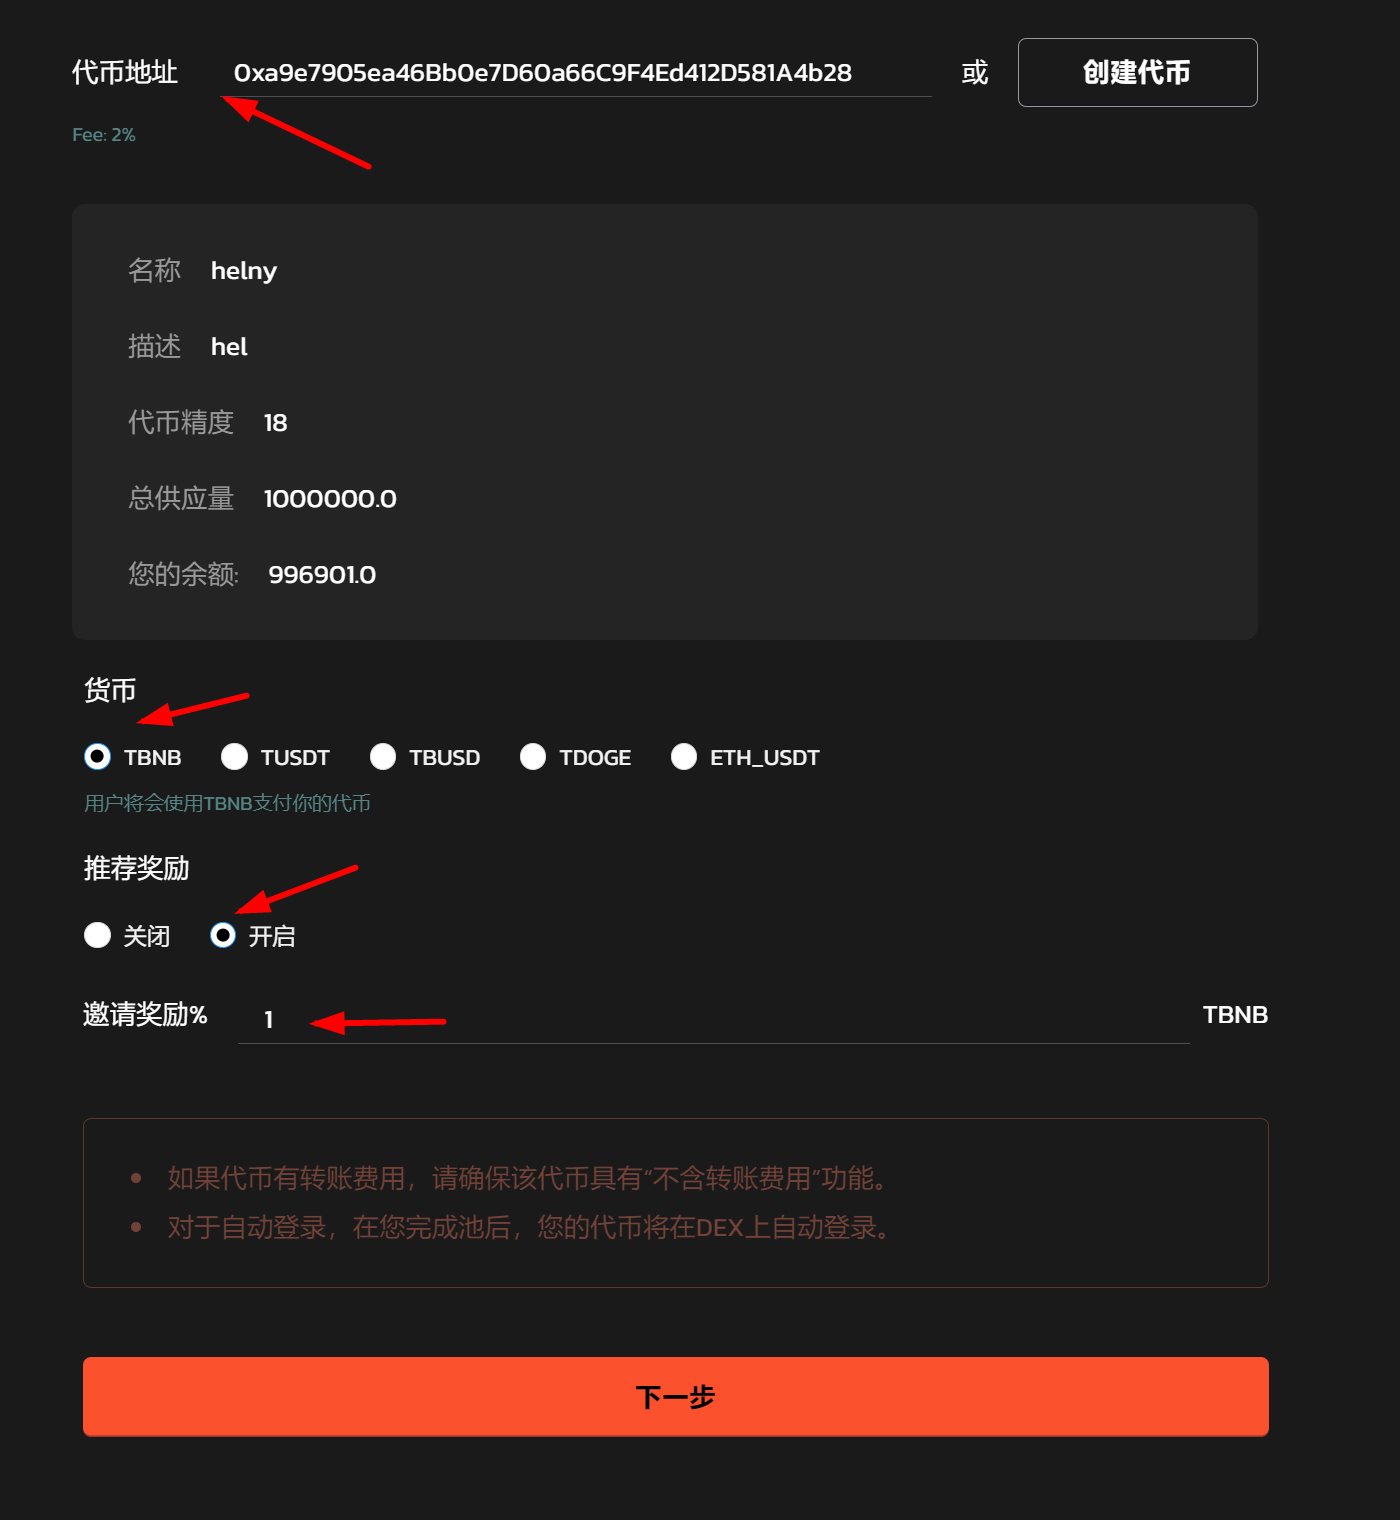 代币地址 0xa9e7905ea46Bb0e7D60a66C9F4Ed412D581A4b28 或 创建代币
Fee: 2%
名称 helny
描述 hel
代币精度 18
总供应量 1000000.0
您的余额: 996901.0
货币
TBNB TUSDT TBUSD TDOGE ETH_USDT
用户将会使用TBNB支付你的代币
推荐奖励
关闭 开启
邀请奖励% 1 TBNB
• 如果代币有转账费用，请确保该代币具有“不含转账费用”功能。
• 对于自动登录，在您完成池后，您的代币将在DEX上自动登录。
下一步